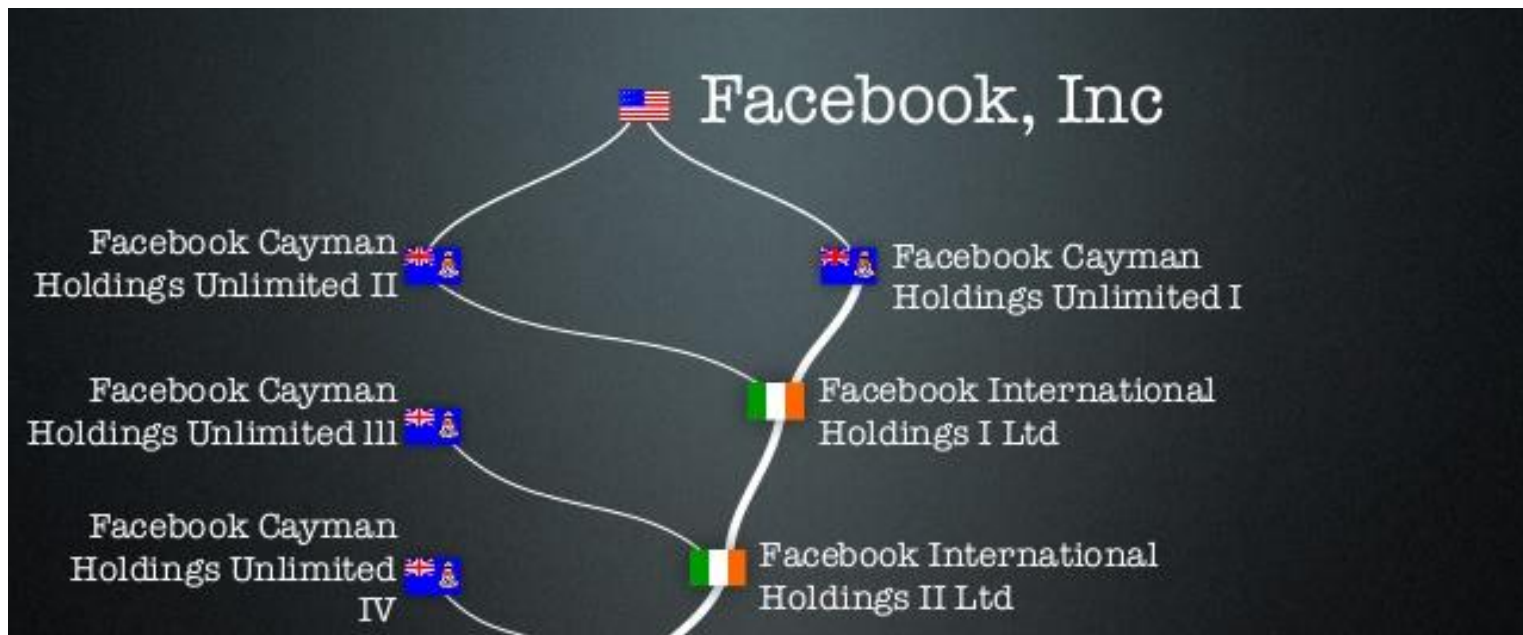 Facebook, Inc
Facebook Cayman
Holdings Unlimited II
Facebook Cayman
Holdings Unlimited I
Facebook Cayman
Holdings Unlimited lll
Facebook International
Holdings I Ltd
Facebook Cayman
Holdings Unlimited
IV
Facebook International
Holdings II Ltd